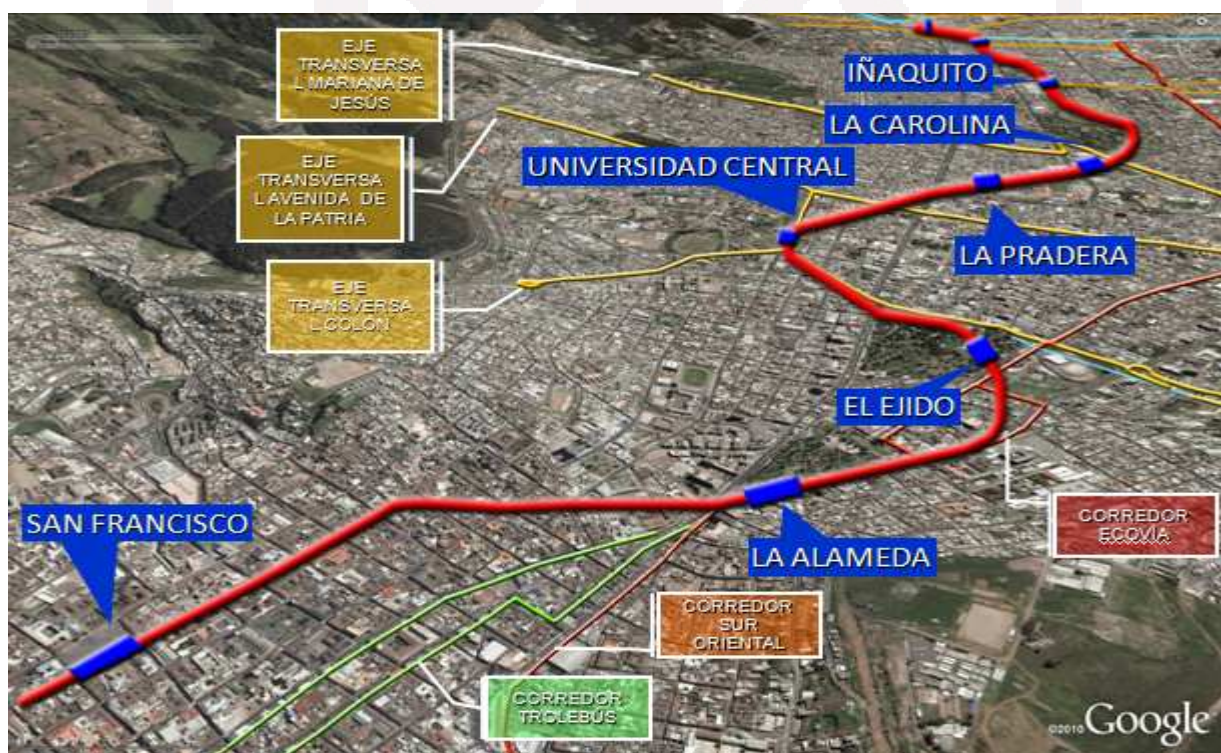 EJE
TRANSVERSA
L MARIANA DE
JESÚS
IÑAQUITO
LA CAROLINA
EJE
TRANSVERSA
L AVENIDA DE
LA PATRIA
UNIVERSIDAD CENTRAL
LA PRADERA
EJE
TRANSVERSA
L COLON
EL EJIDO
SAN FRANCISCO
CORREDOR
ECOVÍA
LA ALAMEDA
CORREDOR
SUR
ORIENTAL
CORREDOR
TROLEBÚS
©2010 Google